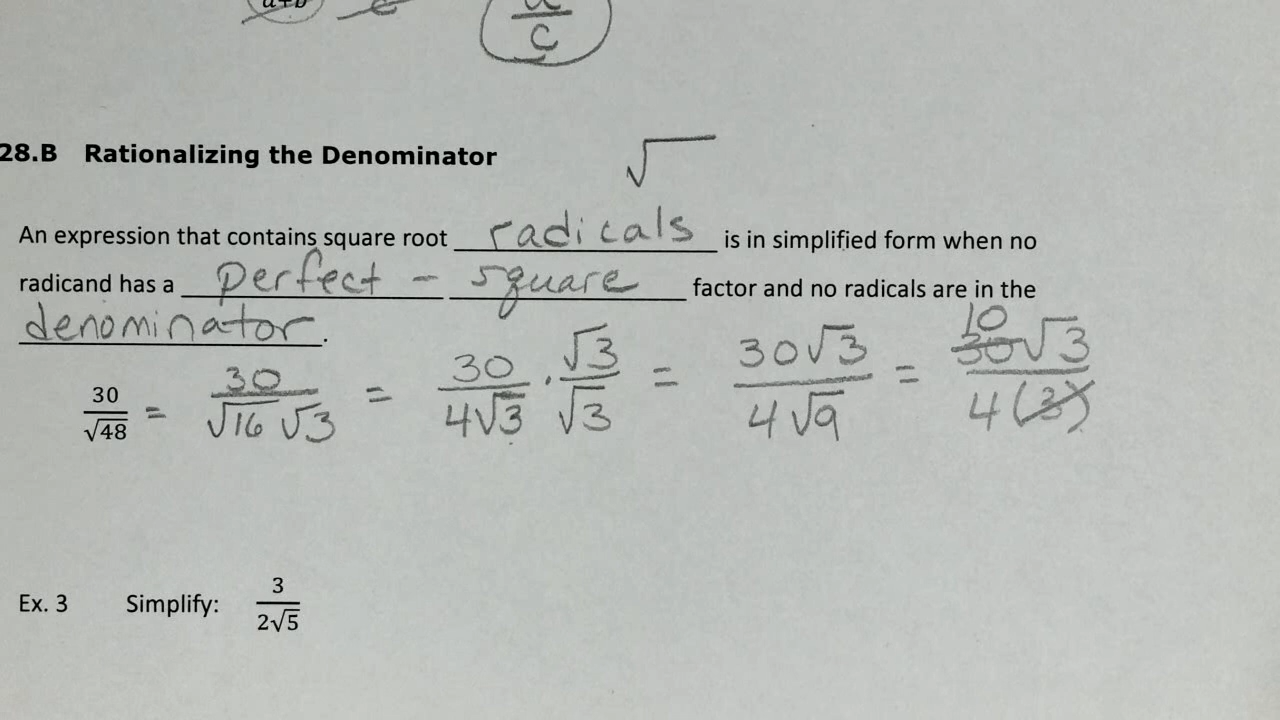 a+b c a/c
28.B Rationalizing the Denominator √
An expression that contains square root radicals is in simplified form when no
radicand has a perfect - square factor and no radicals are in the
denominator.
30/√48 = 30/(√16 √3) = 30/(4√3) · √3/√3 = 30√3/(4√9) = 10 30√3/(4(3))
Ex. 3 Simplify: 3/(2√5)